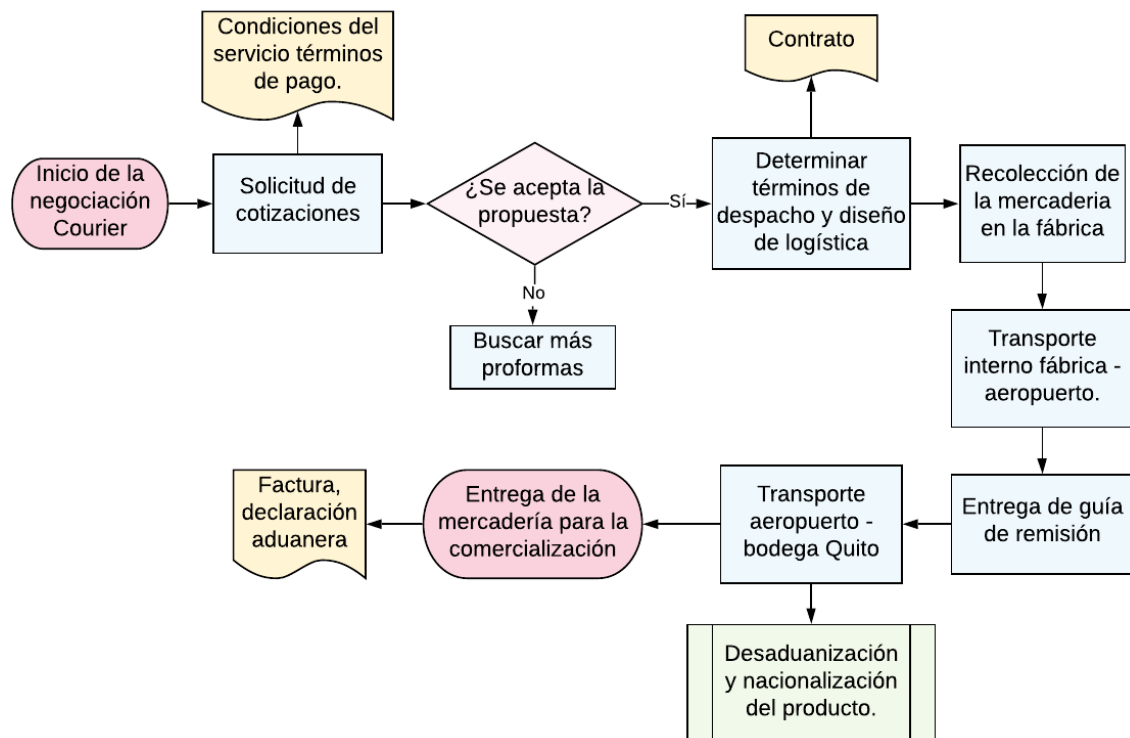 Condiciones del
servicio términos
de pago.
Contrato
Inicio de la
negociación
Courier
Solicitud de
cotizaciones
¿Se acepta la
propuesta?
Sí
Determinar
términos de
despacho y diseño
de logística
Recolección de
la mercaderia
en la fábrica
No
Buscar más
proformas
Transporte
interno fábrica -
aeropuerto.
Factura,
declaración
aduanera
Entrega de la
mercadería para la
comercialización
Transporte
aeropuerto -
bodega Quito
Entrega de guía
de remisión
Desaduanización
y nacionalización
del producto.